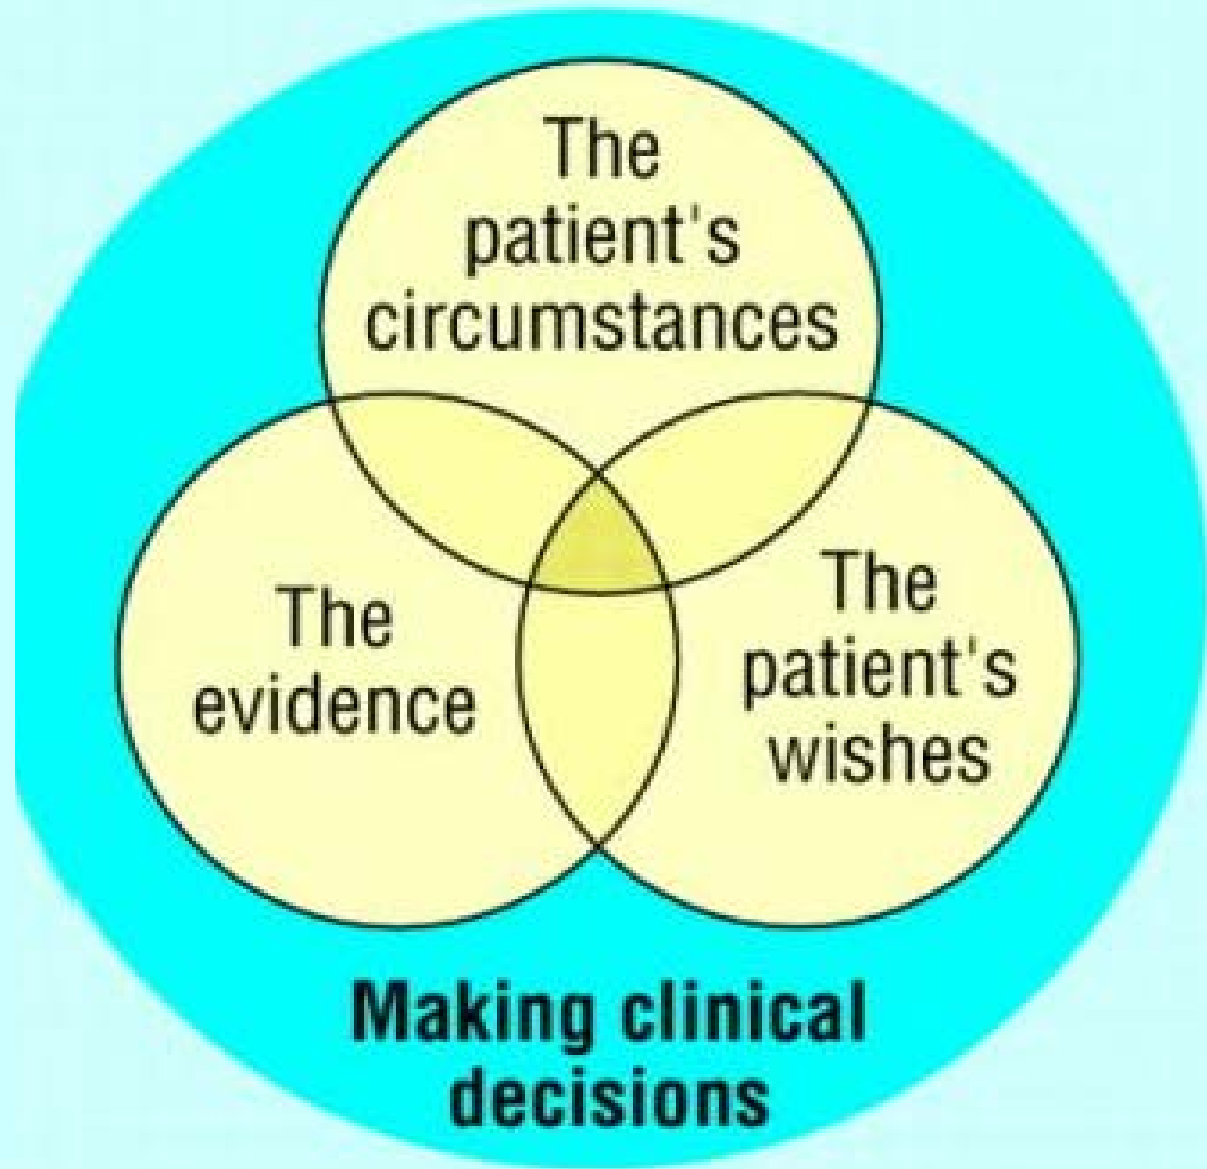 The
patient's
circumstances
The
evidence
The
patient's
wishes
Making clinical
decisions